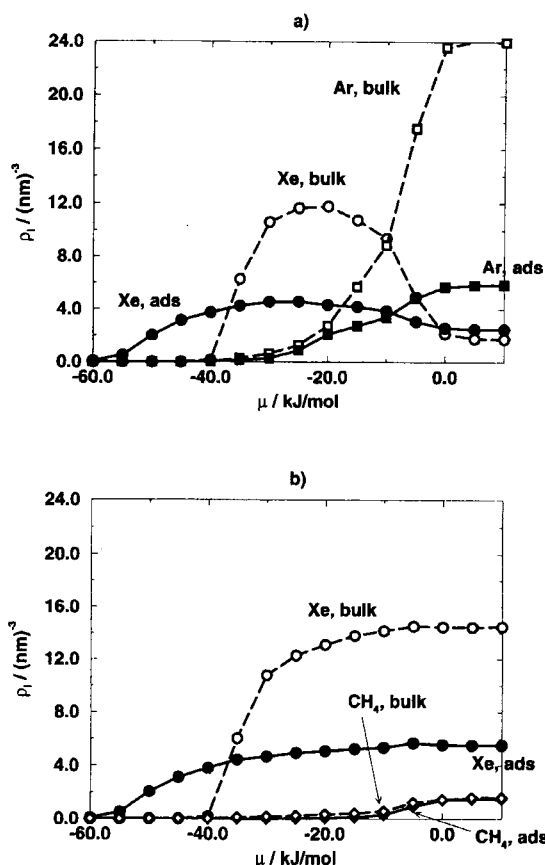 a)
24.0
20.0
16.0
12.0
8.0
4.0
0.0
ρ_i / (nm)^-3
Ar, bulk
Xe, bulk
Xe, ads
Ar, ads
-60.0 -40.0 -20.0 0.0
μ / kJ/mol
b)
24.0
20.0
16.0
12.0
8.0
4.0
0.0
ρ_i / (nm)^-3
Xe, bulk
CH₄, bulk
Xe, ads
CH₄, ads
-60.0 -40.0 -20.0 0.0
μ / kJ/mol